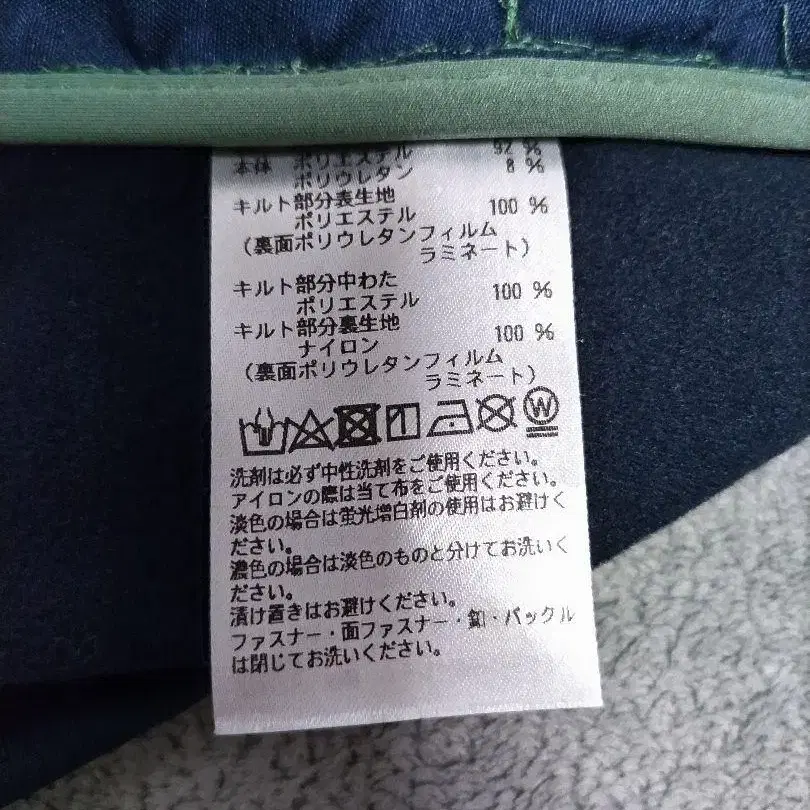 本体 ポリエステル 92 %
ポリウレタン 8 %
キルト部分表生地
ポリエステル 100 %
(裏面ポリウレタンフィルム
ラミネート)
キルト部分中わた
ポリエステル 100 %
キルト部分裏生地
ナイロン 100 %
(裏面ポリウレタンフィルム
ラミネート)
W
洗剤は必ず中性洗剤をご使用ください。
アイロンの際は当て布をご使用ください。
淡色の場合は蛍光増白剤の使用はお避けく
ださい。
濃色の場合は淡色のものと分けてお洗いく
ださい。
漬け置きはお避けください。
ファスナー・面ファスナー・釦・バックル
は閉じてお洗いください。